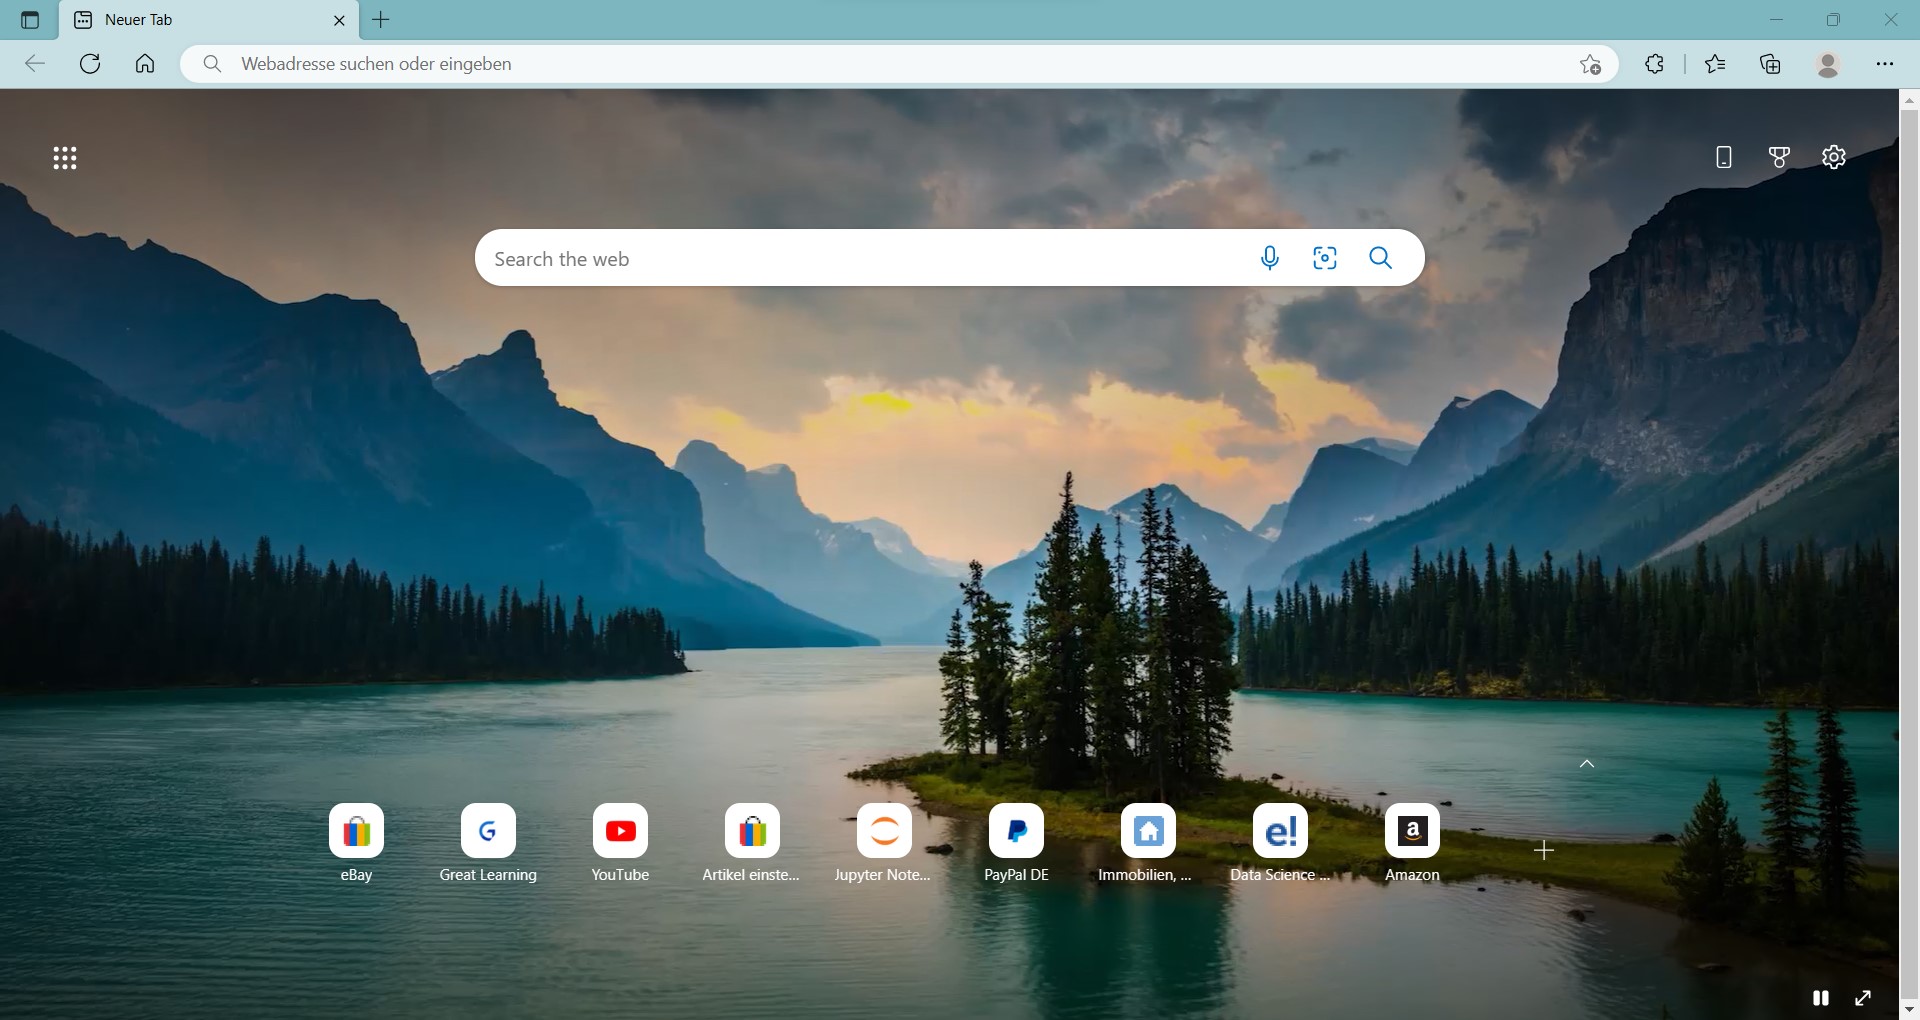 Neuer Tab
Webadresse suchen oder eingeben
Search the web
eBay
Great Learning
YouTube
Artikel einste...
Jupyter Note...
PayPal DE
Immobilien, ...
Data Science ...
Amazon